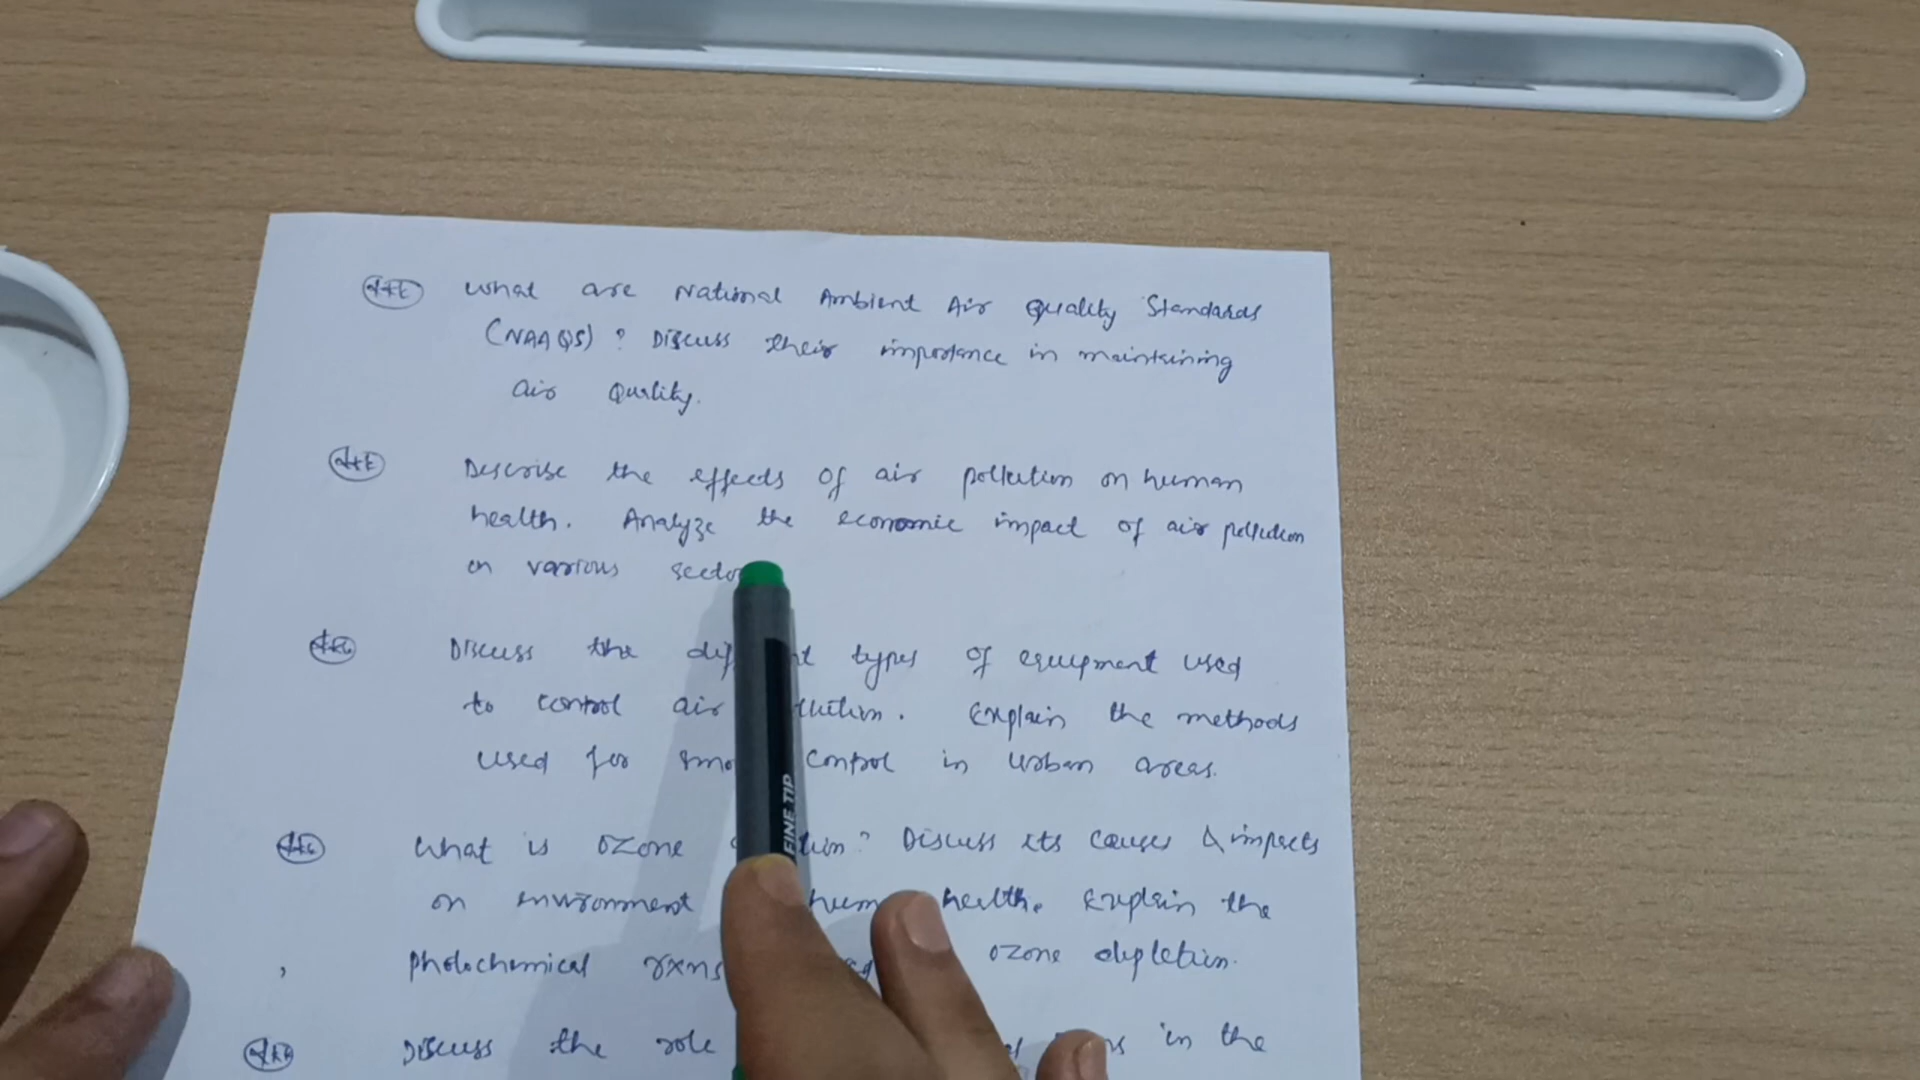 What are National Ambient Air Quality Standards
(NAAQS)? Discuss their importance in maintaining
air Quality.
Describe the effects of air pollution on human
health. Analyze the economic impact of air pollution
on various
Discuss the types of equipment used
to control air Explain the methods
used for control in urban areas.
What is Ozone ? Discuss its causes & impacts
on environment health. Explain the
photochemical rxns ozone depletion.
Discuss the role in the
FINE TIP